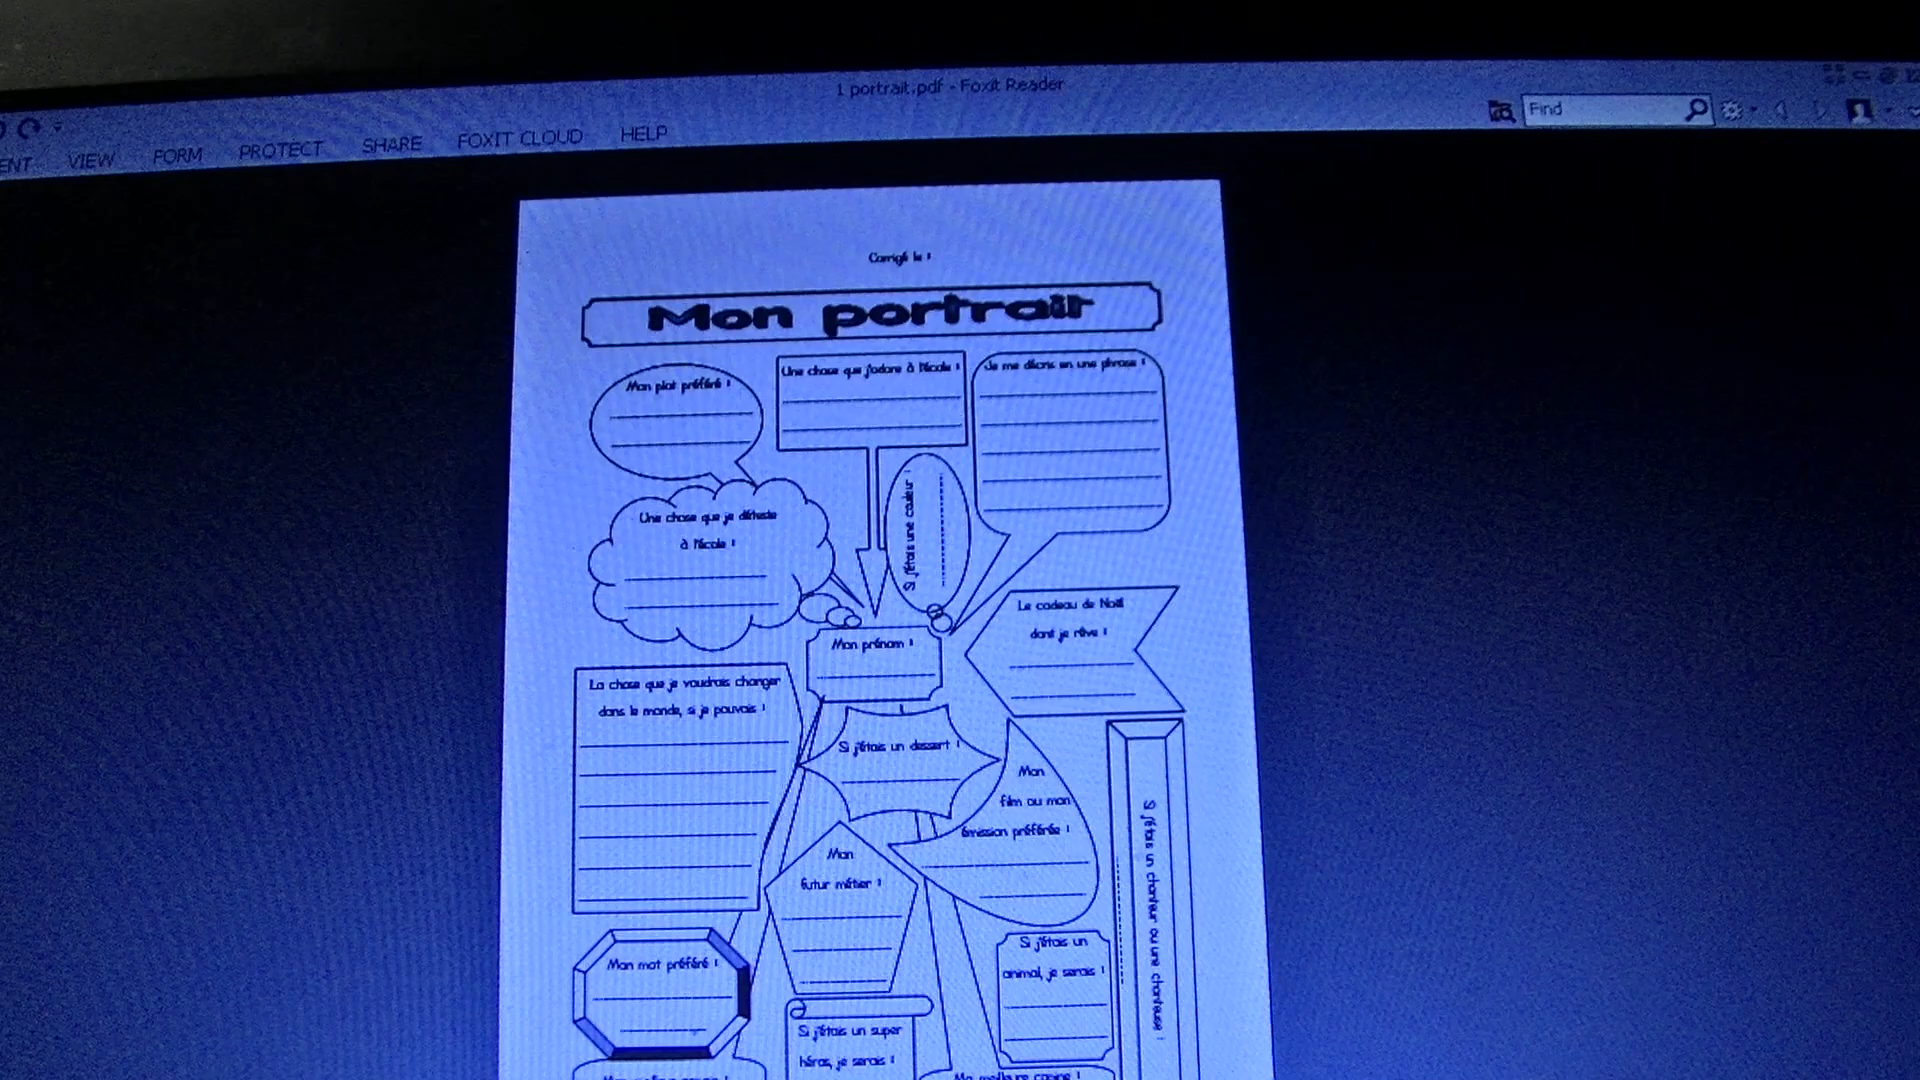 1 portrait.pdf - Foxit Reader
Find
VIEW FORM PROTECT SHARE FOXIT CLOUD HELP
Corrigé le :
Mon portrait
Mon plat préféré :
Une chose que j'adore à l'école :
Je me décris en une phrase :
Une chose que je déteste
à l'école :
Si j'étais une couleur :
Mon prénom :
Le cadeau de Noël
dont je rêve :
La chose que je voudrais changer
dans le monde, si je pouvais :
Si j'étais un dessert :
Mon
film ou mon
émission préférée :
Si j'étais un chanteur ou une chanteuse :
Mon
futur métier :
Mon mot préféré :
Si j'étais un
animal, je serais :
Si j'étais un super
héros, je serais :
Ma meilleure copine :